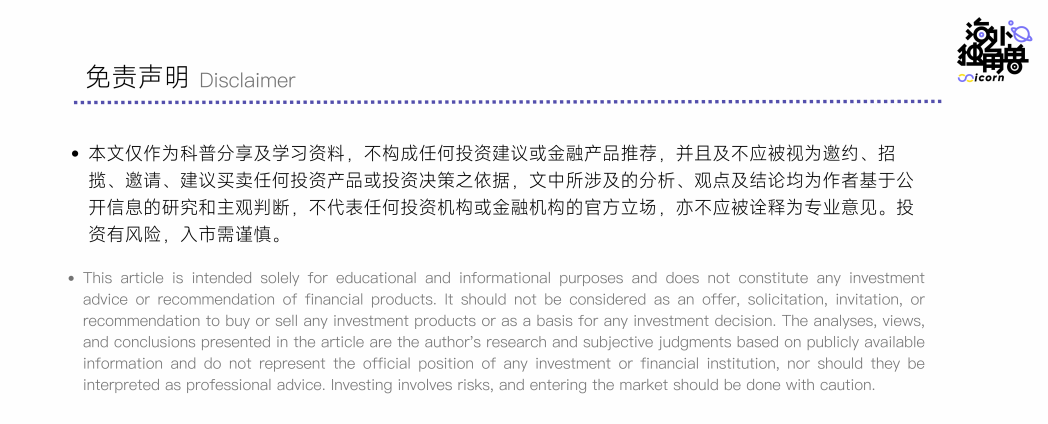 海外
独角兽
icorn
免责声明 Disclaimer
本文仅作为科普分享及学习资料，不构成任何投资建议或金融产品推荐，并且及不应被视为邀约、招
揽、邀请、建议买卖任何投资产品或投资决策之依据，文中所涉及的分析、观点及结论均为作者基于公
开信息的研究和主观判断，不代表任何投资机构或金融机构的官方立场，亦不应被诠释为专业意见。投
资有风险，入市需谨慎。
This article is intended solely for educational and informational purposes and does not constitute any investment
advice or recommendation of financial products. It should not be considered as an offer, solicitation, invitation, or
recommendation to buy or sell any investment products or as a basis for any investment decision. The analyses, views,
and conclusions presented in the article are the author's research and subjective judgments based on publicly available
information and do not represent the official position of any investment or financial institution, nor should they be
interpreted as professional advice. Investing involves risks, and entering the market should be done with caution.